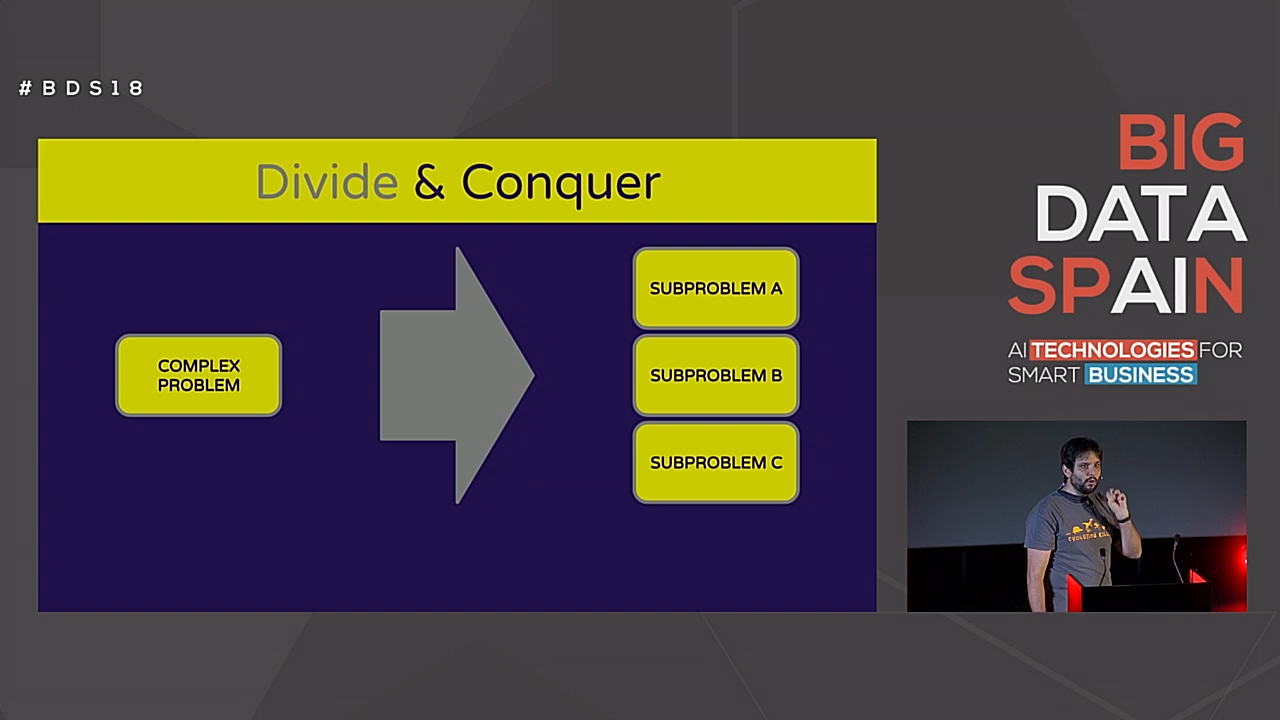 #BDS18
Divide & Conquer
COMPLEX
PROBLEM
SUBPROBLEM A
SUBPROBLEM B
SUBPROBLEM C
BIG
DATA
SPAIN
AI TECHNOLOGIES FOR
SMART BUSINESS